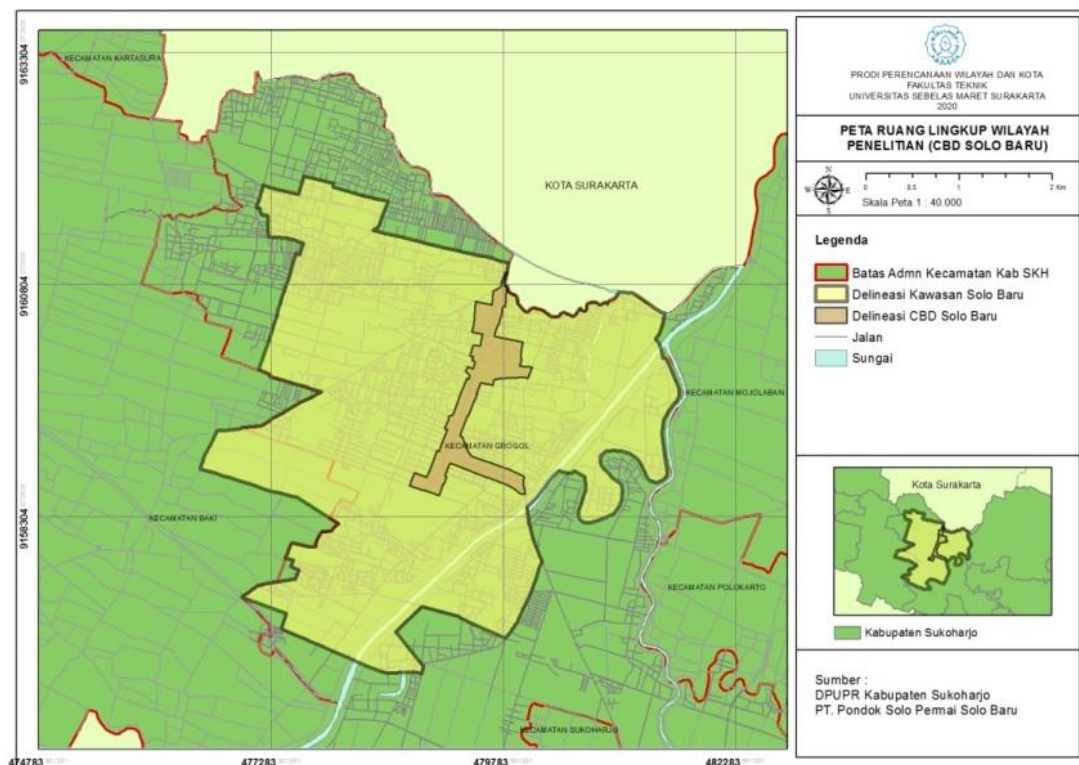 9163304
9160804
9158304
474783
477283
479783
482283
KECAMATAN KARTASURA
KOTA SURAKARTA
KECAMATAN MOJOLABAN
KECAMATAN GROGOL
KECAMATAN BAKI
KECAMATAN POLOKARTO
KECAMATAN SUKOHARJO
PRODI PERENCANAAN WILAYAH DAN KOTA
FAKULTAS TEKNIK
UNIVERSITAS SEBELAS MARET SURAKARTA
2020
PETA RUANG LINGKUP WILAYAH
PENELITIAN (CBD SOLO BARU)
N
W E
S
0 0.5 1 2 Km
Skala Peta 1 : 40.000
Legenda
Batas Admn Kecamatan Kab SKH
Delineasi Kawasan Solo Baru
Delineasi CBD Solo Baru
Jalan
Sungai
Kota Surakarta
Kabupaten Sukoharjo
Sumber :
DPUPR Kabupaten Sukoharjo
PT. Pondok Solo Permai Solo Baru